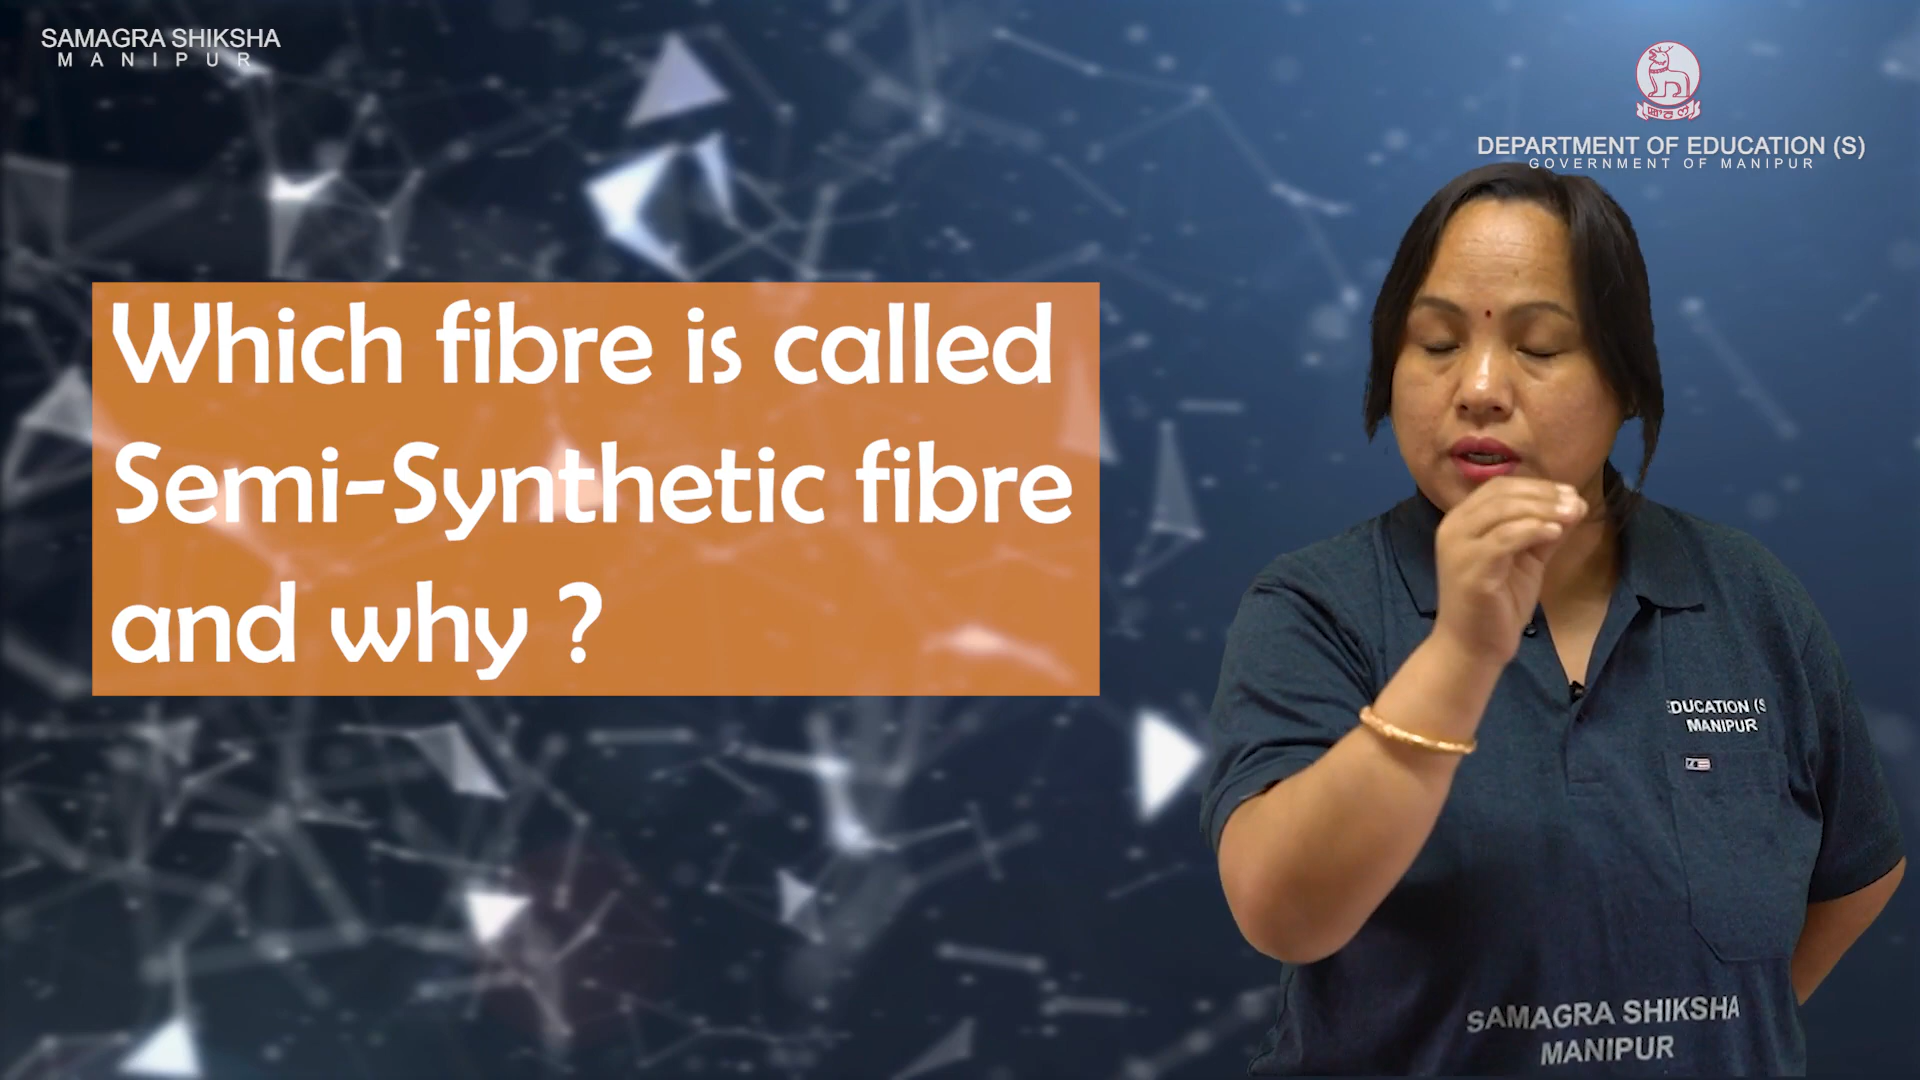 SAMAGRA SHIKSHA
MANIPUR
DEPARTMENT OF EDUCATION (S)
GOVERNMENT OF MANIPUR
Which fibre is called
Semi-Synthetic fibre
and why ?
EDUCATION (S
MANIPUR
SAMAGRA SHIKSHA
MANIPUR